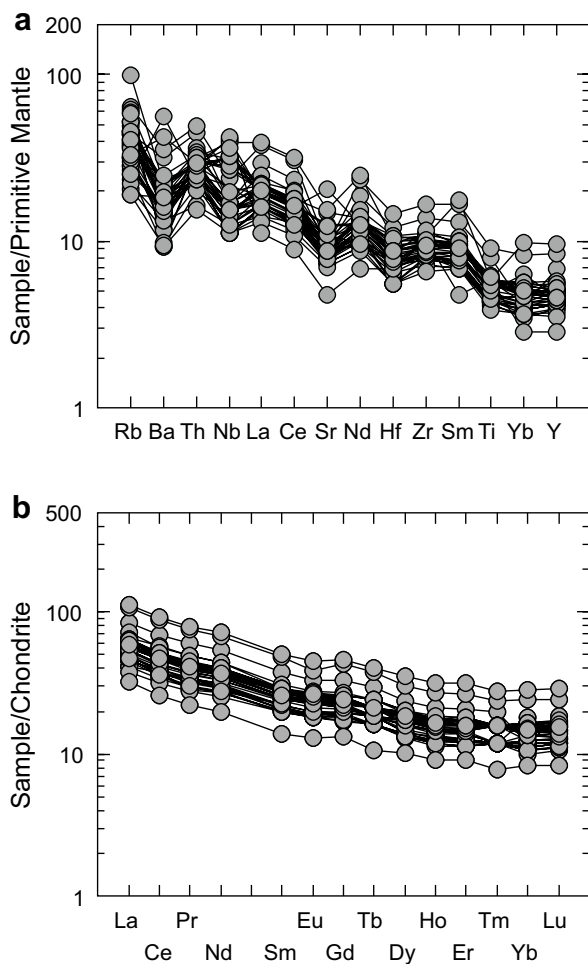 a
200
100
10
1
Sample/Primitive Mantle
Rb Ba Th Nb La Ce Sr Nd Hf Zr Sm Ti Yb Y
b
500
100
10
1
Sample/Chondrite
La Pr Eu Tb Ho Tm Lu
Ce Nd Sm Gd Dy Er Yb